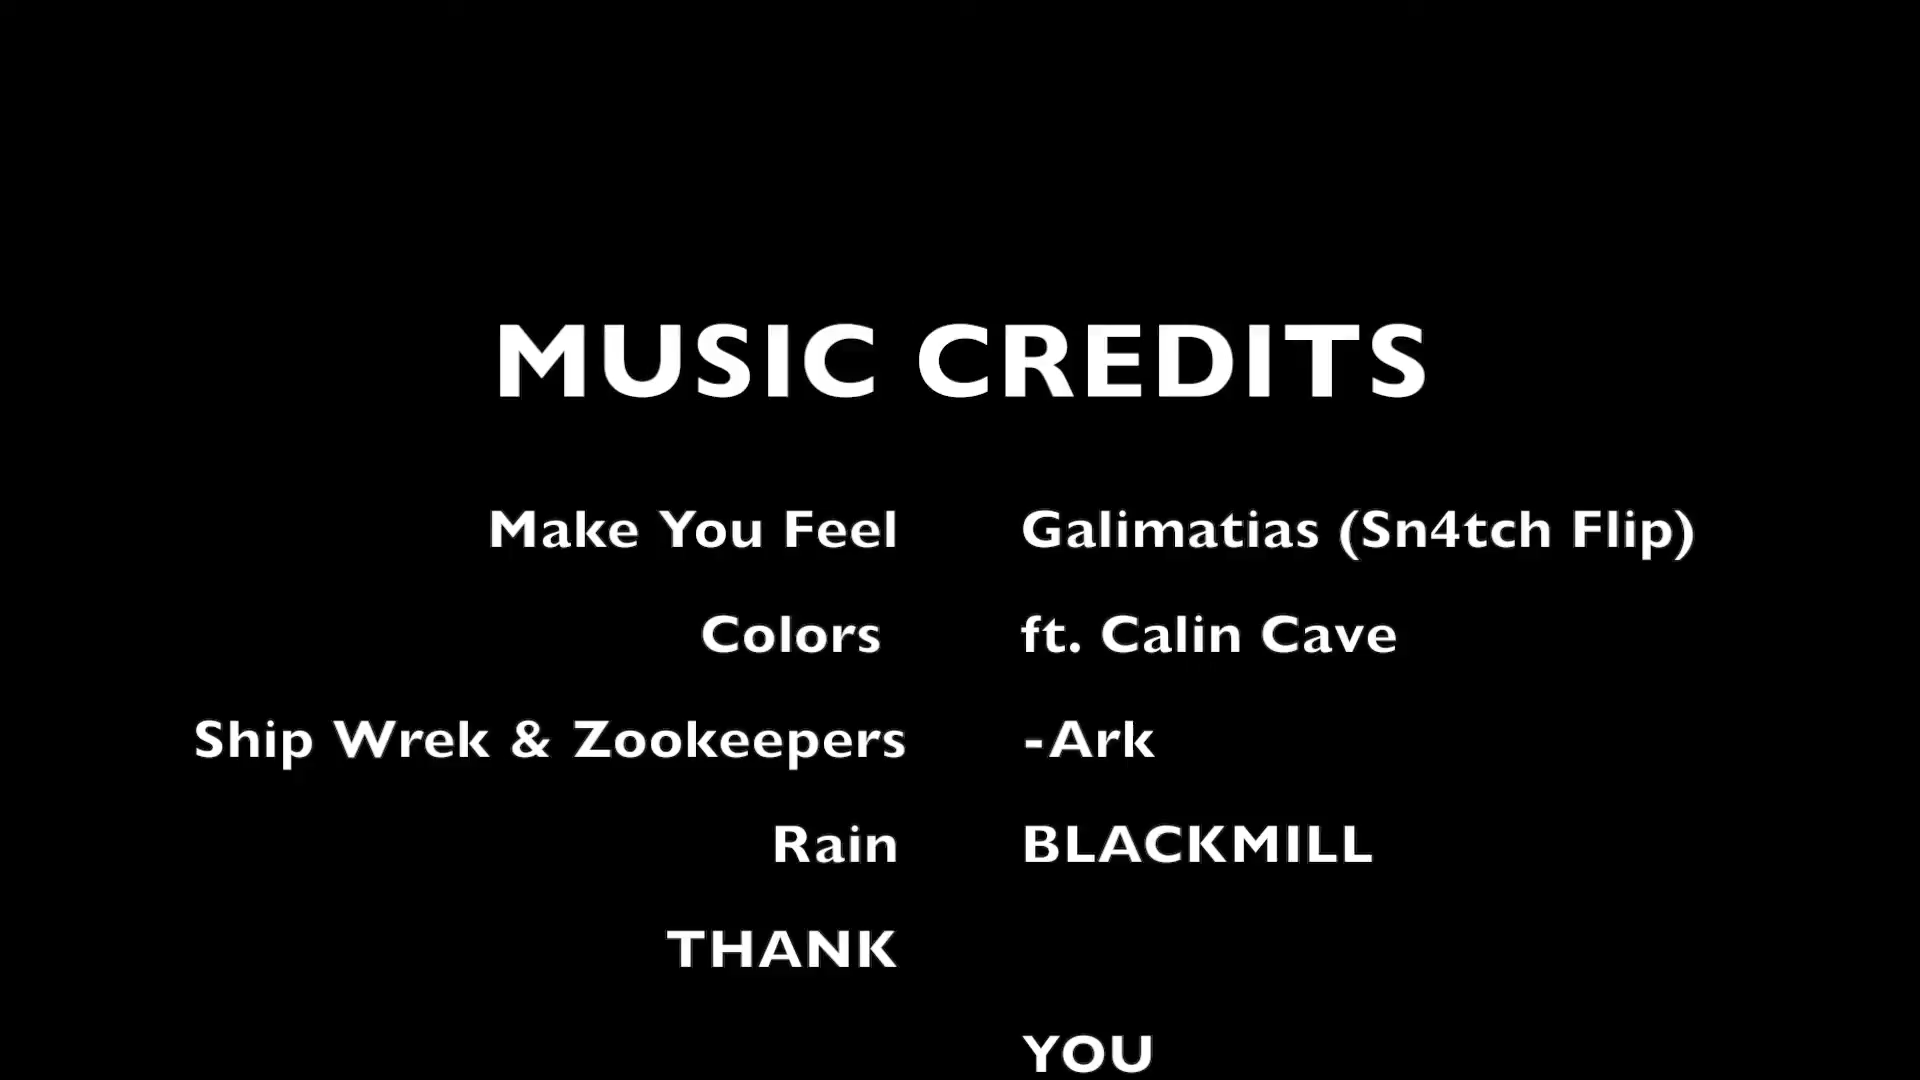 MUSIC CREDITS
Make You Feel Galimatias (Sn4tch Flip)
Colors ft. Calin Cave
Ship Wrek & Zookeepers -Ark
Rain BLACKMILL
THANK
YOU